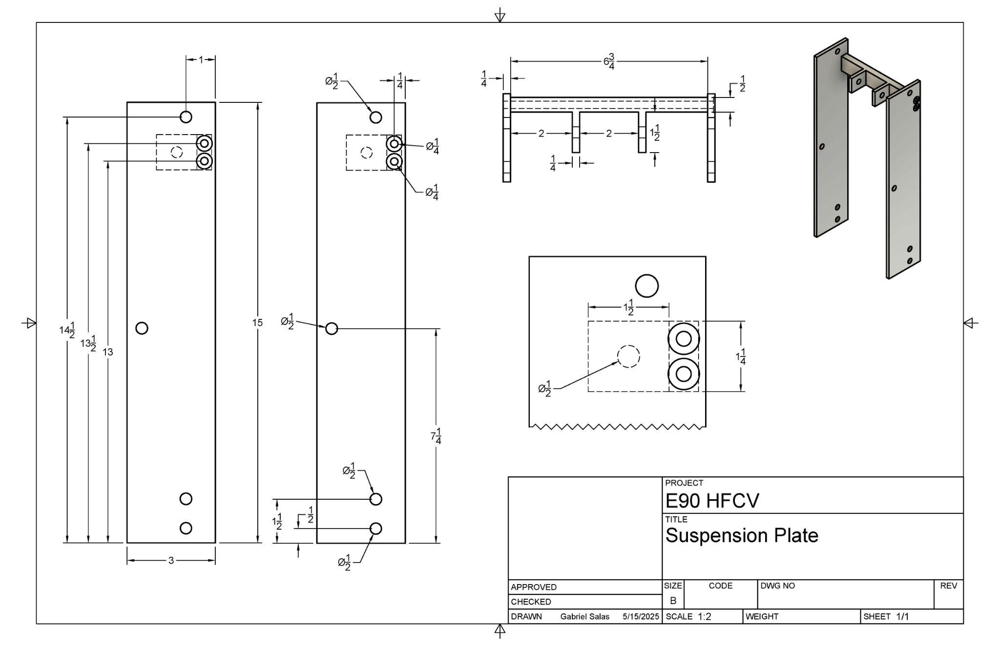 1
14 1/2
13 1/2
13
15
3
Ø1/2
1/4
Ø1/4
Ø1/4
Ø1/2
7 1/4
Ø1/2
1 1/2
1/2
Ø1/2
6 3/4
1/4
1/2
2
2
1 1/2
1/4
1 1/2
Ø1/2
1 1/4
PROJECT
E90 HFCV
TITLE
Suspension Plate
APPROVED
CHECKED
DRAWN Gabriel Salas 5/15/2025
SIZE
B
CODE
DWG NO
REV
SCALE 1:2
WEIGHT
SHEET 1/1